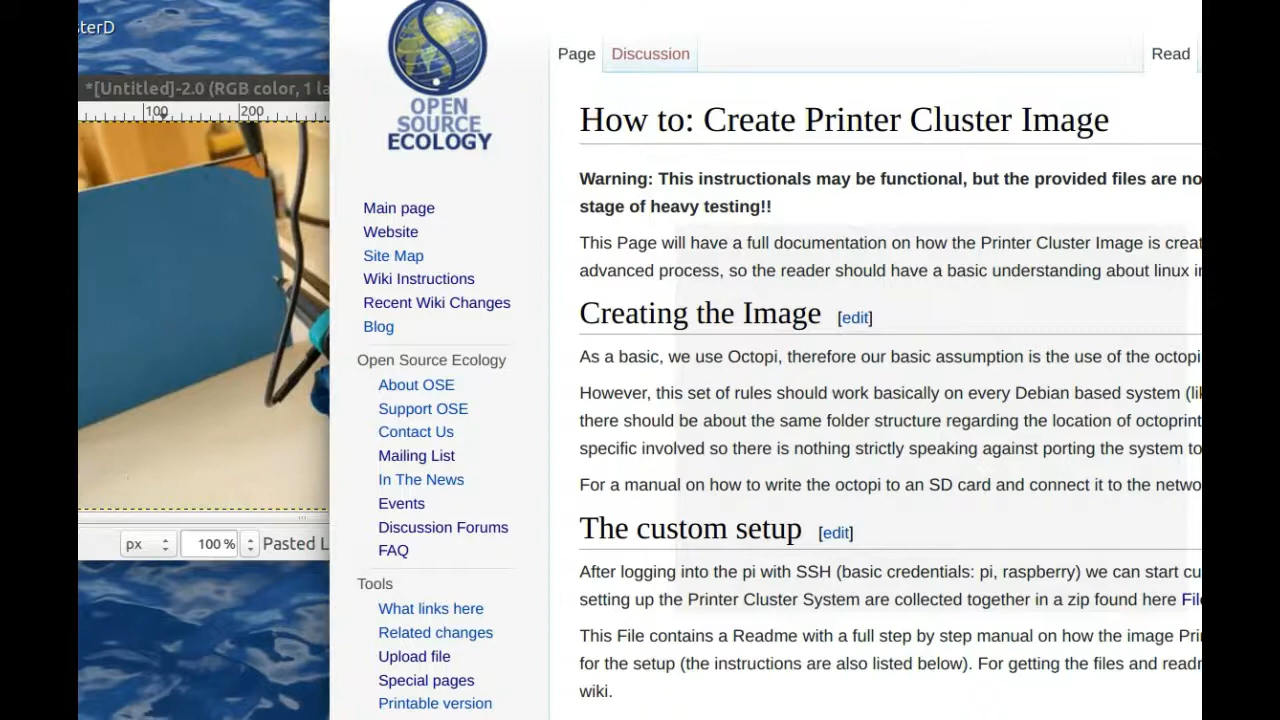 sterD
*[Untitled]-2.0 (RGB color, 1 la
100 200
px 100 % Pasted L
OPEN
SOURCE
ECOLOGY
Main page
Website
Site Map
Wiki Instructions
Recent Wiki Changes
Blog
Open Source Ecology
About OSE
Support OSE
Contact Us
Mailing List
In The News
Events
Discussion Forums
FAQ
Tools
What links here
Related changes
Upload file
Special pages
Printable version
Page Discussion Read
How to: Create Printer Cluster Image
Warning: This instructionals may be functional, but the provided files are no
stage of heavy testing!!
This Page will have a full documentation on how the Printer Cluster Image is creat
advanced process, so the reader should have a basic understanding about linux i
Creating the Image [edit]
As a basic, we use Octopi, therefore our basic assumption is the use of the octopi
However, this set of rules should work basically on every Debian based system (li
there should be about the same folder structure regarding the location of octoprint
specific involved so there is nothing strictly speaking against porting the system to
For a manual on how to write the octopi to an SD card and connect it to the netwo
The custom setup [edit]
After logging into the pi with SSH (basic credentials: pi, raspberry) we can start cu
setting up the Printer Cluster System are collected together in a zip found here File
This File contains a Readme with a full step by step manual on how the image Pri
for the setup (the instructions are also listed below). For getting the files and readr
wiki.